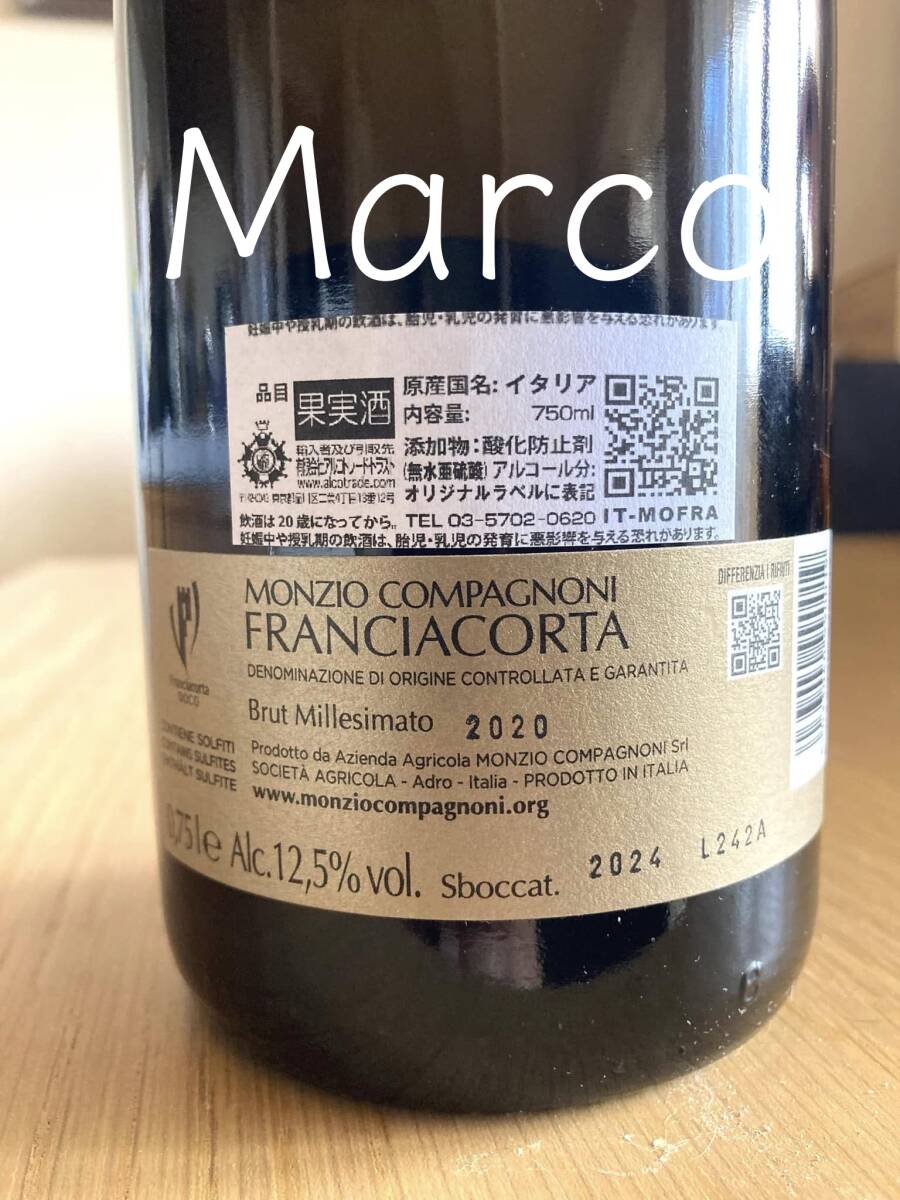 Marco
妊娠中や授乳期の飲酒は、胎児・乳児の発育に悪影響を与える恐れがあります
品目 果実酒
原産国名: イタリア
内容量: 750ml
輸入者及び引取先
www.alcotrade.com
添加物: 酸化防止剤
(無水亜硫酸) アルコール分:
オリジナルラベルに表記
飲酒は20歳になってから。 TEL 03-5702-0620 IT-MOFRA
妊娠中や授乳期の飲酒は、胎児・乳児の発育に悪影響を与える恐れがあります。
DIFFERENZIA I RIFIUTI
Franciacorta
DOCG
MONZIO COMPAGNONI
FRANCIACORTA
DENOMINAZIONE DI ORIGINE CONTROLLATA E GARANTITA
Brut Millesimato 2020
CONTIENE SOLFITI
CONTAINS SULFITES
ENTHÄLT SULFITE
Prodotto da Azienda Agricola MONZIO COMPAGNONI Srl
SOCIETÀ AGRICOLA - Adro - Italia - PRODOTTO IN ITALIA
www.monziocompagnoni.org
0,75 l e Alc.12,5% vol. Sboccat. 2024 L242A